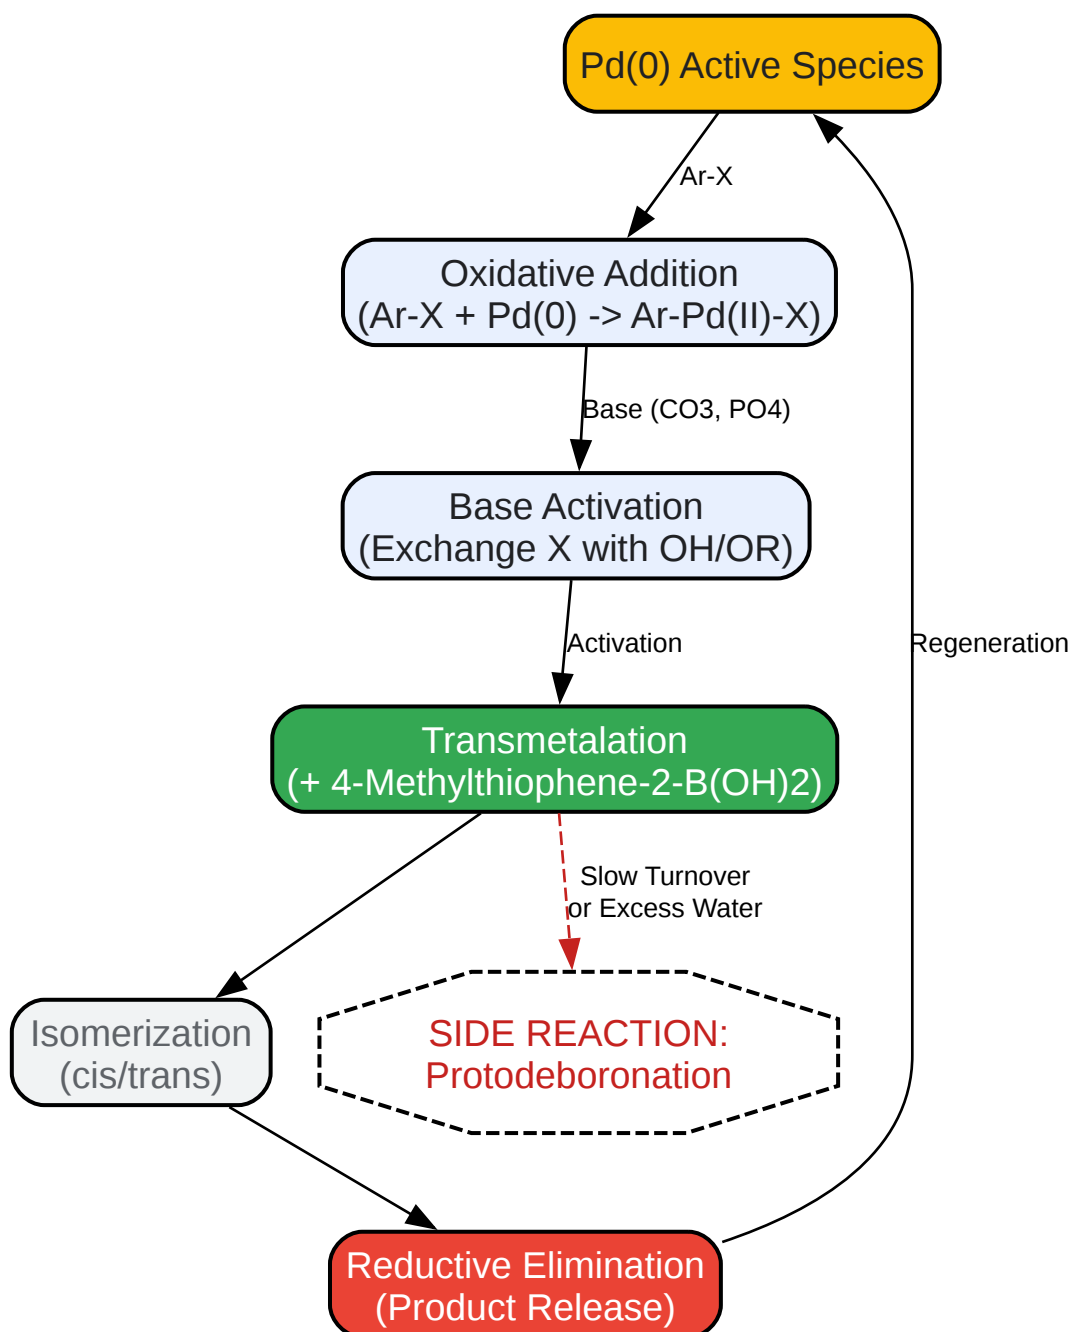 Pd(0) Active Species
Ar-X
Oxidative Addition
(Ar-X + Pd(0) -> Ar-Pd(II)-X)
Base (CO3, PO4)
Base Activation
(Exchange X with OH/OR)
Activation
Regeneration
Transmetalation
(+ 4-Methylthiophene-2-B(OH)2)
Slow Turnover
or Excess Water
Isomerization
(cis/trans)
SIDE REACTION:
Protodeboronation
Reductive Elimination
(Product Release)